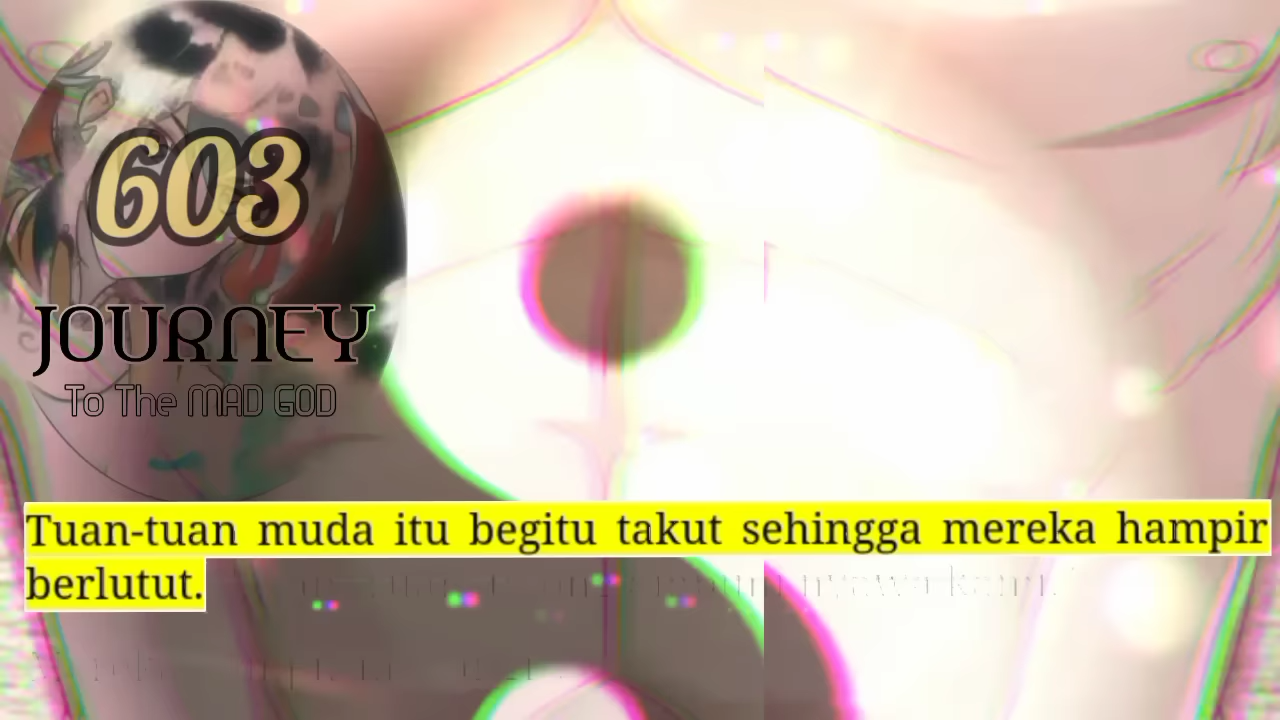 603
JOURNEY
To The MAD GOD
Tuan-tuan muda itu begitu takut sehingga mereka hampir
berlutut.